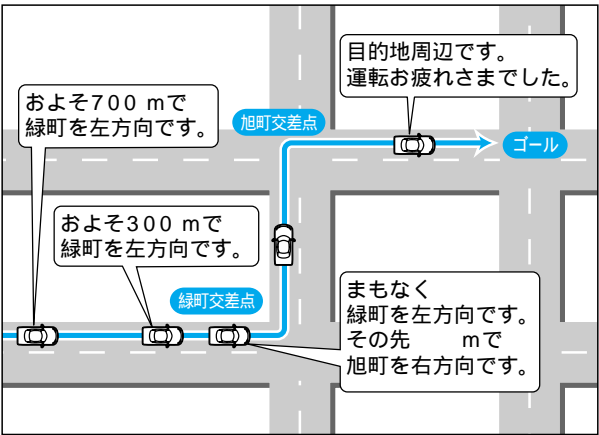 目的地周辺です。
運転お疲れさまでした。
およそ700 mで
緑町を左方向です。
旭町交差点
ゴール
およそ300 mで
緑町を左方向です。
緑町交差点
まもなく
緑町を左方向です。
その先　　mで
旭町を右方向です。